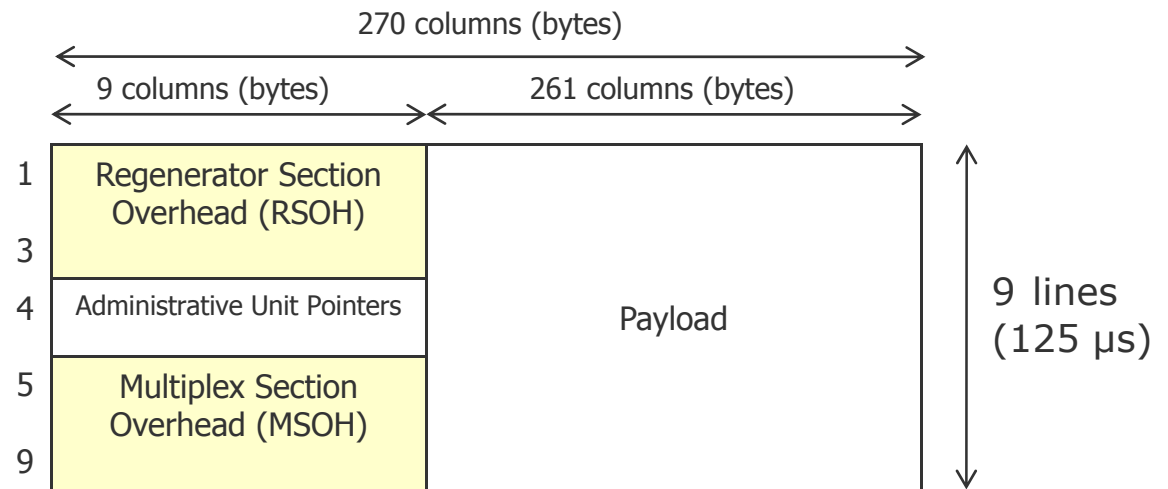 270 columns (bytes)
9 columns (bytes)
261 columns (bytes)
1
Regenerator Section
Overhead (RSOH)
3
4
Administrative Unit Pointers
Payload
9 lines
(125 μs)
5
Multiplex Section
Overhead (MSOH)
9